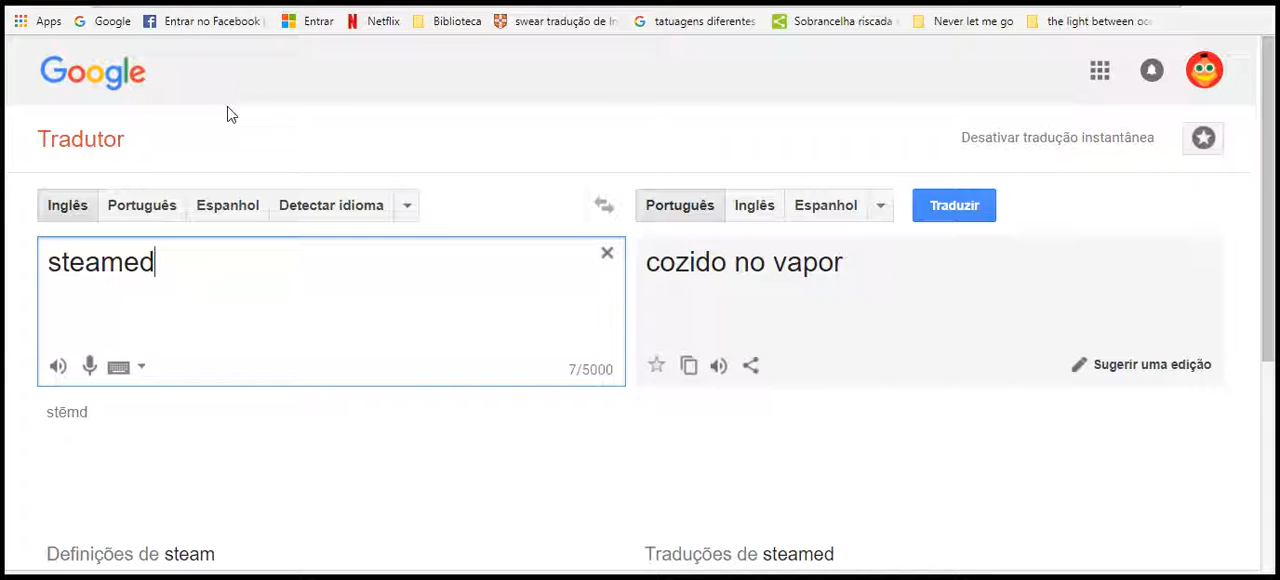 Apps Google Entrar no Facebook Entrar Netflix Biblioteca swear tradução de In tatuagens diferentes Sobrancelha riscada Never let me go the light between oce
Google
Tradutor Desativar tradução instantânea
Inglês Português Espanhol Detectar idioma Português Inglês Espanhol Traduzir
steamed cozido no vapor
7/5000 Sugerir uma edição
stēmd
Definições de steam Traduções de steamed